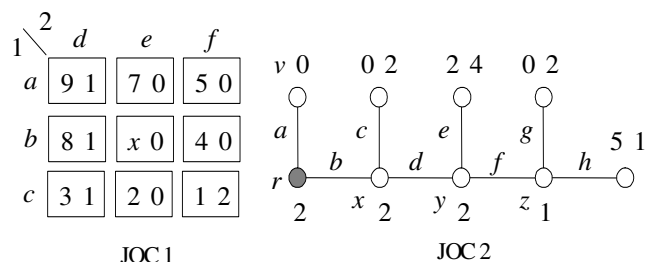 2
1 d e f
a 9 1 7 0 5 0
b 8 1 x 0 4 0
c 3 1 2 0 1 2
JOC 1
v 0 0 2 2 4 0 2
a c e g
5 1
b d f h
r x y z
2 2 2 1
JOC 2